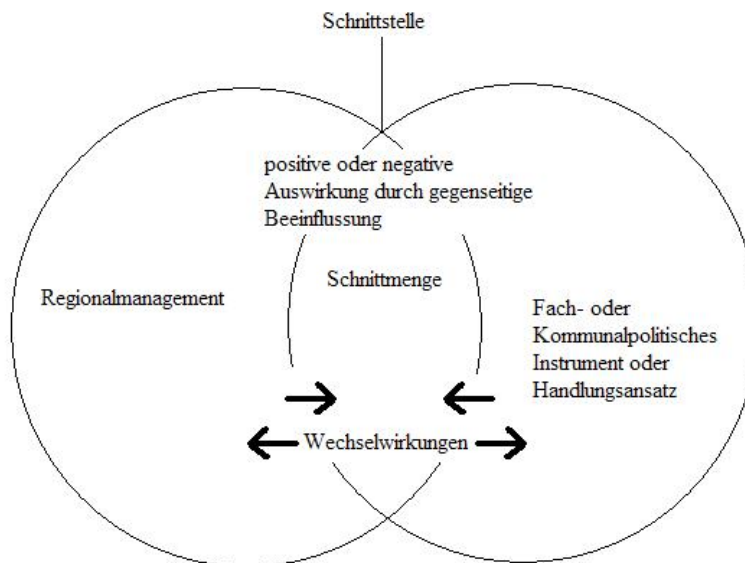 Schnittstelle
positive oder negative
Auswirkung durch gegenseitige
Beeinflussung
Schnittmenge
Regionalmanagement
Fach- oder
Kommunalpolitisches
Instrument oder
Handlungsansatz
Wechselwirkungen